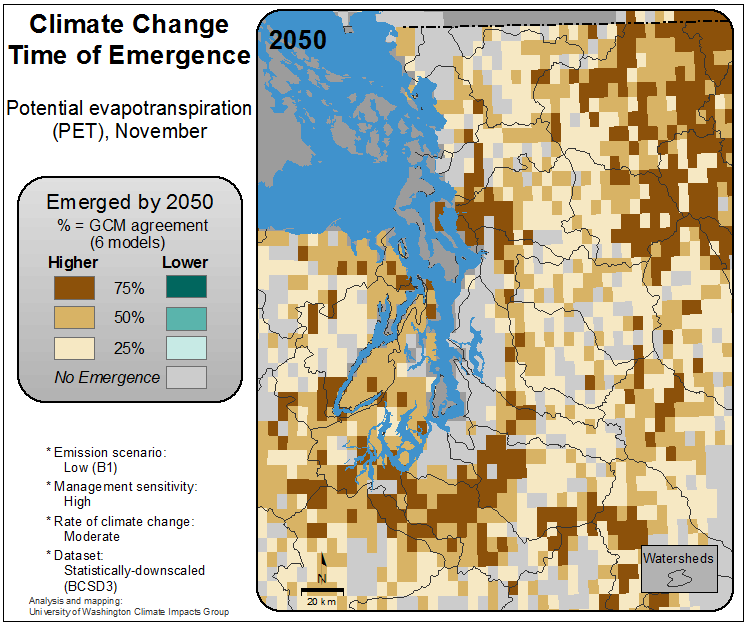 Climate Change
Time of Emergence
Potential evapotranspiration
(PET), November
Emerged by 2050
% = GCM agreement
(6 models)
Higher Lower
75%
50%
25%
No Emergence
* Emission scenario:
Low (B1)
* Management sensitivity:
High
* Rate of climate change:
Moderate
* Dataset:
Statistically-downscaled
(BCSD3)
Analysis and mapping:
University of Washington Climate Impacts Group
2050
N
20 km
Watersheds